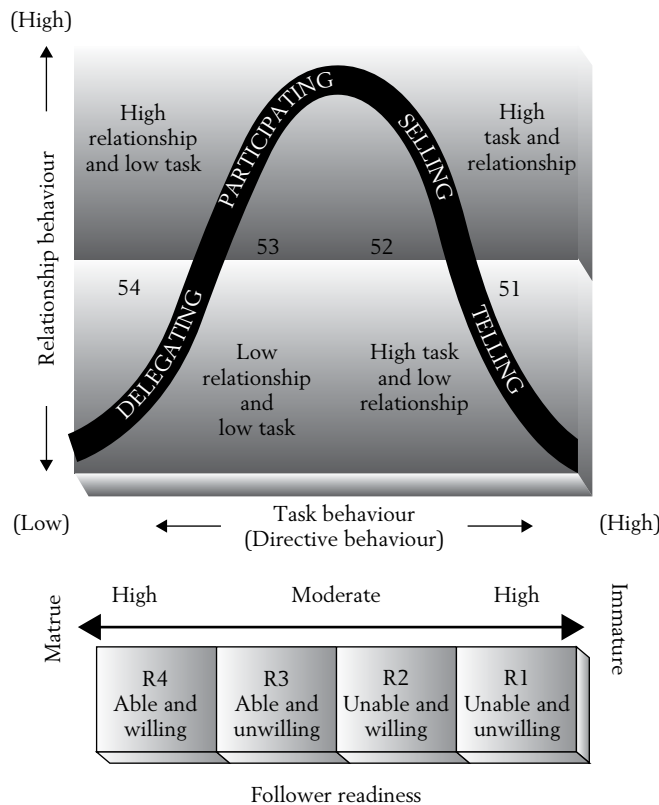 (High)
Relationship behaviour
High
relationship
and low task
PARTICIPATING
SELLING
High
task and
relationship
53
52
54
51
DELEGATING
TELLING
Low
relationship
and
low task
High task
and low
relationship
(Low)
Task behaviour
(Directive behaviour)
(High)
Matrue
High
Moderate
High
Immature
R4
Able and
willing
R3
Able and
unwilling
R2
Unable and
willing
R1
Unable and
unwilling
Follower readiness